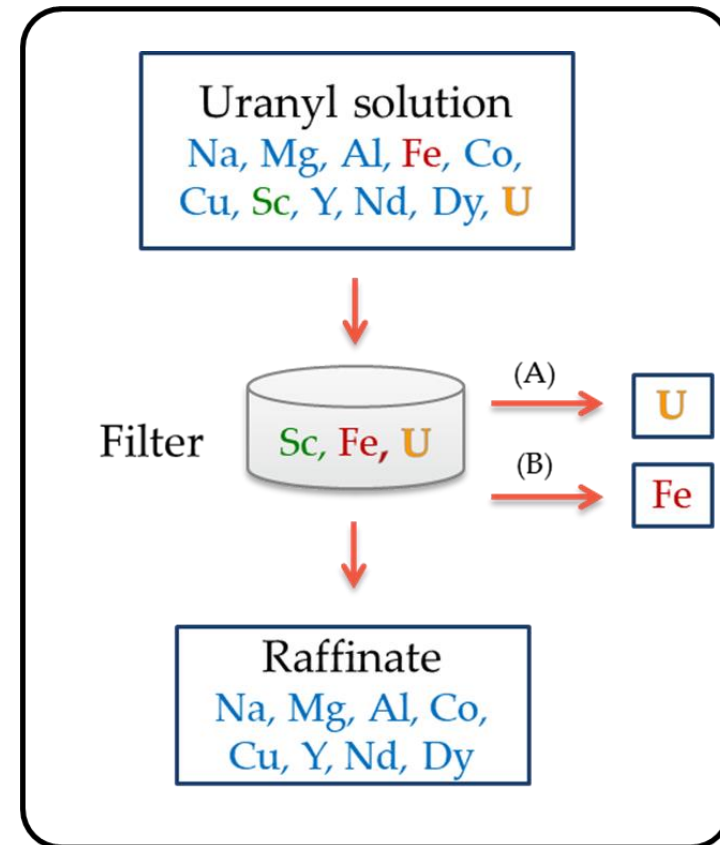 Uranyl solution
Na, Mg, Al, Fe, Co,
Cu, Sc, Y, Nd, Dy, U
Filter
Sc, Fe, U
(A)
U
(B)
Fe
Raffinate
Na, Mg, Al, Co,
Cu, Y, Nd, Dy